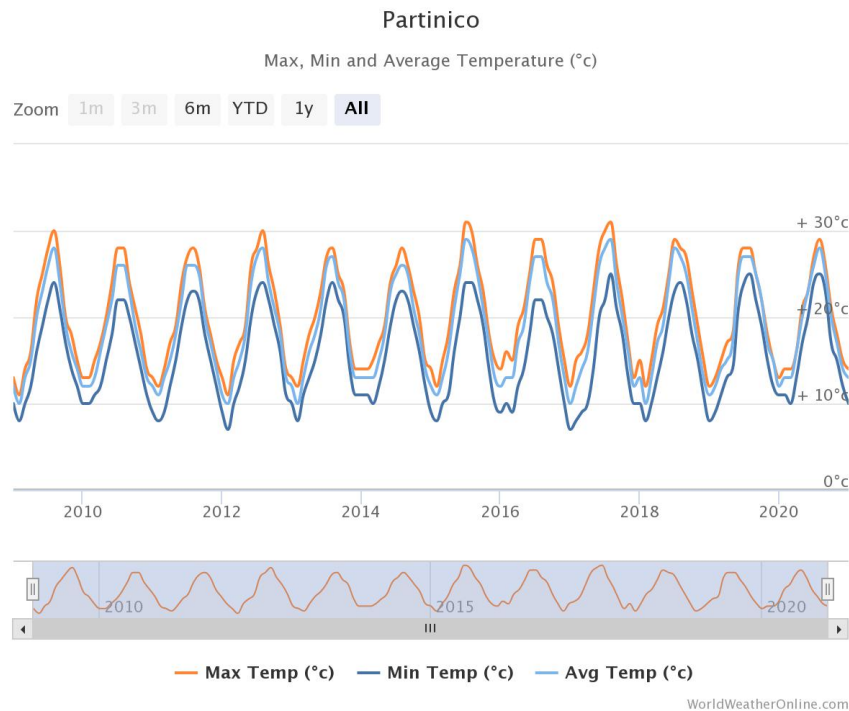 Partinico
Max, Min and Average Temperature (°c)
Zoom 1m 3m 6m YTD 1y All
+ 30°c
+ 20°c
+ 10°c
0°c
2010 2012 2014 2016 2018 2020
2010 2015 2020
Max Temp (°c) Min Temp (°c) Avg Temp (°c)
WorldWeatherOnline.com